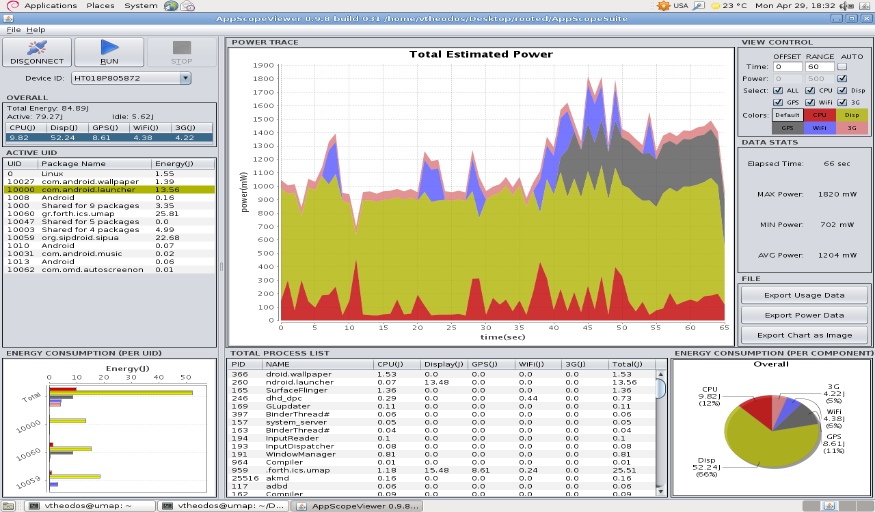 Applications Places System USA 23 °C Mon Apr 29, 18:32
AppScopeViewer 0.9.8 build-031 /home/vtheodos/Desktop/routed/AppScopeSuite
File Help
DISCONNECT RUN STOP
Device ID: HT018P805872
OVERALL
Total Energy: 84.89J
Active: 79.27J Idle: 5.62J
CPU(J) Disp(J) GPS(J) WiFi(J) 3G(J)
9.82 52.24 8.61 4.38 4.22
ACTIVE UID
UID Package Name Energy(J)
0 Linux 1.55
10027 com.android.wallpaper 1.39
10000 com.android.launcher 13.56
1008 Android 0.16
10010 Shared for 9 packages 3.35
10060 gr.forth.ics.umap 25.81
10047 Shared for 5 packages 0.0
10003 Shared for 4 packages 4.99
10059 org.sipdroid.sipua 22.68
1010 Android 0.07
10031 com.android.music 0.02
1013 Android 0.06
10062 com.omd.autoscreenon 0.01
POWER TRACE
Total Estimated Power
power(mW)
1900
1800
1700
1600
1500
1400
1300
1200
1100
1000
900
800
700
600
500
400
300
200
100
0
0 5 10 15 20 25 30 35 40 45 50 55 60 65
time(sec)
VIEW CONTROL
OFFSET RANGE AUTO
Time: 0 60
Power: 0 500
Select: ALL CPU Disp
GPS WiFi 3G
Colors: Default CPU Disp
GPS WiFi 3G
DATA STATS
Elapsed Time: 66 sec
MAX Power: 1820 mW
MIN Power: 702 mW
AVG Power: 1204 mW
FILE
Export Usage Data
Export Power Data
Export Chart as Image
ENERGY CONSUMPTION (PER UID)
Energy(J)
0 10 20 30 40 50
Total
10000
10060
10059
TOTAL PROCESS LIST
PID NAME CPU(J) Display(J) GPS(J) WiFi(J) 3G(J) Total(J)
366 droid.wallpaper 1.53 0.0 0.0 0.0 0.0 1.53
260 ndroid.launcher 0.07 13.48 0.0 0.0 0.0 13.56
165 SurfaceFlinger 1.36 0.0 0.0 0.0 0.0 1.36
246 dhd_dpc 0.29 0.0 0.0 0.44 0.0 0.73
169 GLupdater 0.11 0.0 0.0 0.0 0.0 0.11
397 BinderThread# 0.06 0.0 0.0 0.0 0.0 0.06
157 system_server 0.05 0.0 0.0 0.0 0.0 0.05
163 BinderThread# 0.04 0.0 0.0 0.0 0.0 0.04
194 InputReader 0.1 0.0 0.0 0.0 0.0 0.1
193 InputDispatcher 0.08 0.0 0.0 0.0 0.0 0.08
191 WindowManager 0.81 0.0 0.0 0.0 0.0 0.81
964 Compiler 0.01 0.0 0.0 0.0 0.0 0.01
959 .forth.ics.umap 1.18 15.48 8.61 0.24 0.0 25.51
25516 akmd 0.16 0.0 0.0 0.0 0.0 0.16
117 adbd 0.06 0.0 0.0 0.0 0.0 0.06
162 Compiler 0.09 0.0 0.0 0.0 0.0 0.09
ENERGY CONSUMPTION (PER COMPONENT)
Overall
CPU
9.82J
(12%)
3G
4.22J
(5%)
WiFi
4.38J
(5%)
GPS
8.61J
(11%)
Disp
52.24J
(66%)
vtheodos@umap: ~ vtheodos@umap: ~/D... AppScopeViewer 0.9.8...